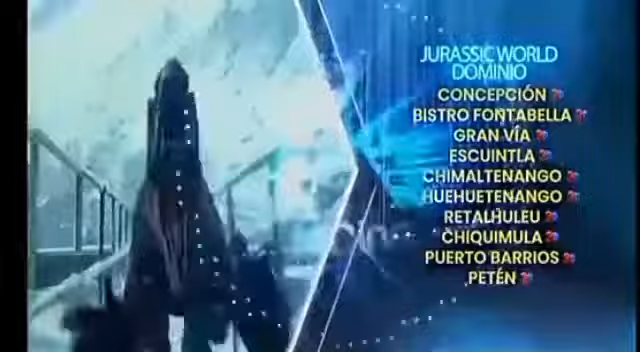 JURASSIC WORLD
DOMINIO
CONCEPCIÓN
BISTRO FONTABELLA
GRAN VÍA
ESCUINTLA
CHIMALTENANGO
HUEHUETENANGO
RETALHULEU
CHIQUIMULA
PUERTO BARRIOS
PETÉN